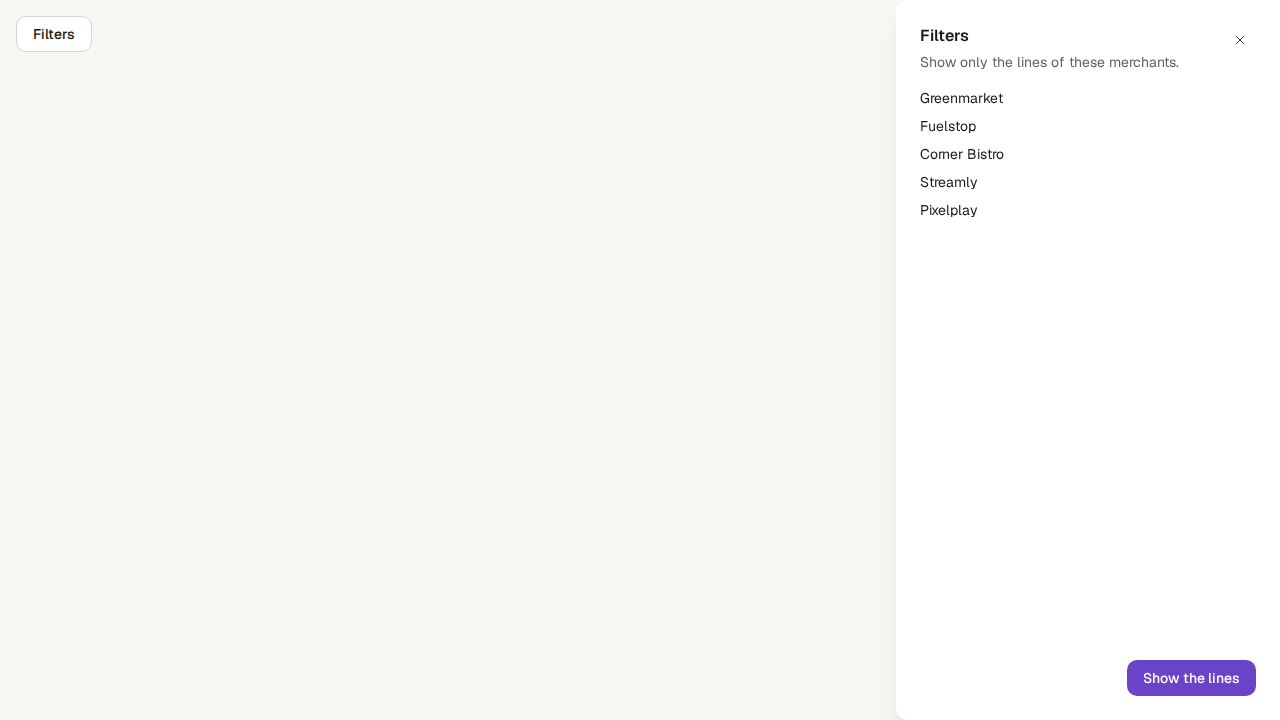 Filters
Filters
Show only the lines of these merchants.
Greenmarket
Fuelstop
Corner Bistro
Streamly
Pixelplay
Show the lines